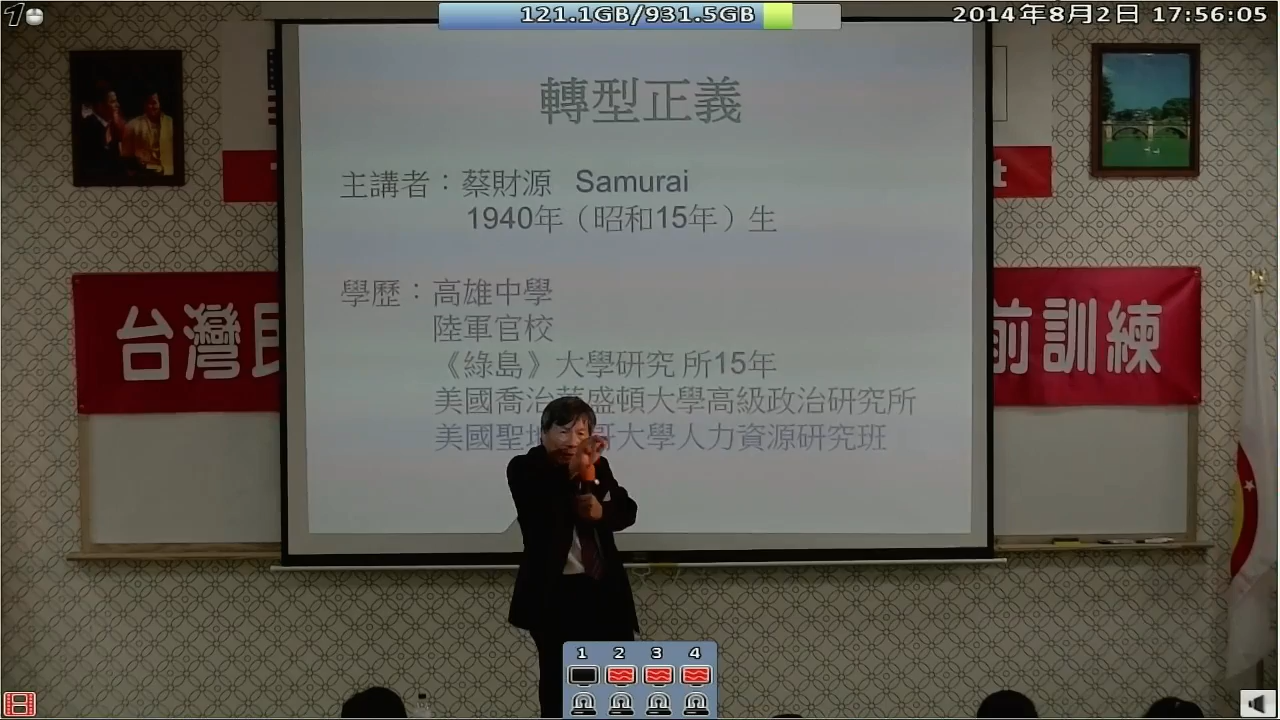 121.1GB/931.5GB
2014年8月2日 17:56:05
轉型正義
主講者：蔡財源 Samurai
1940年（昭和15年）生
學歷：高雄中學
陸軍官校
《綠島》大學研究 所15年
美國喬治華盛頓大學高級政治研究所
美國聖地 哥大學人力資源研究班
台灣民
前訓練
1 2 3 4